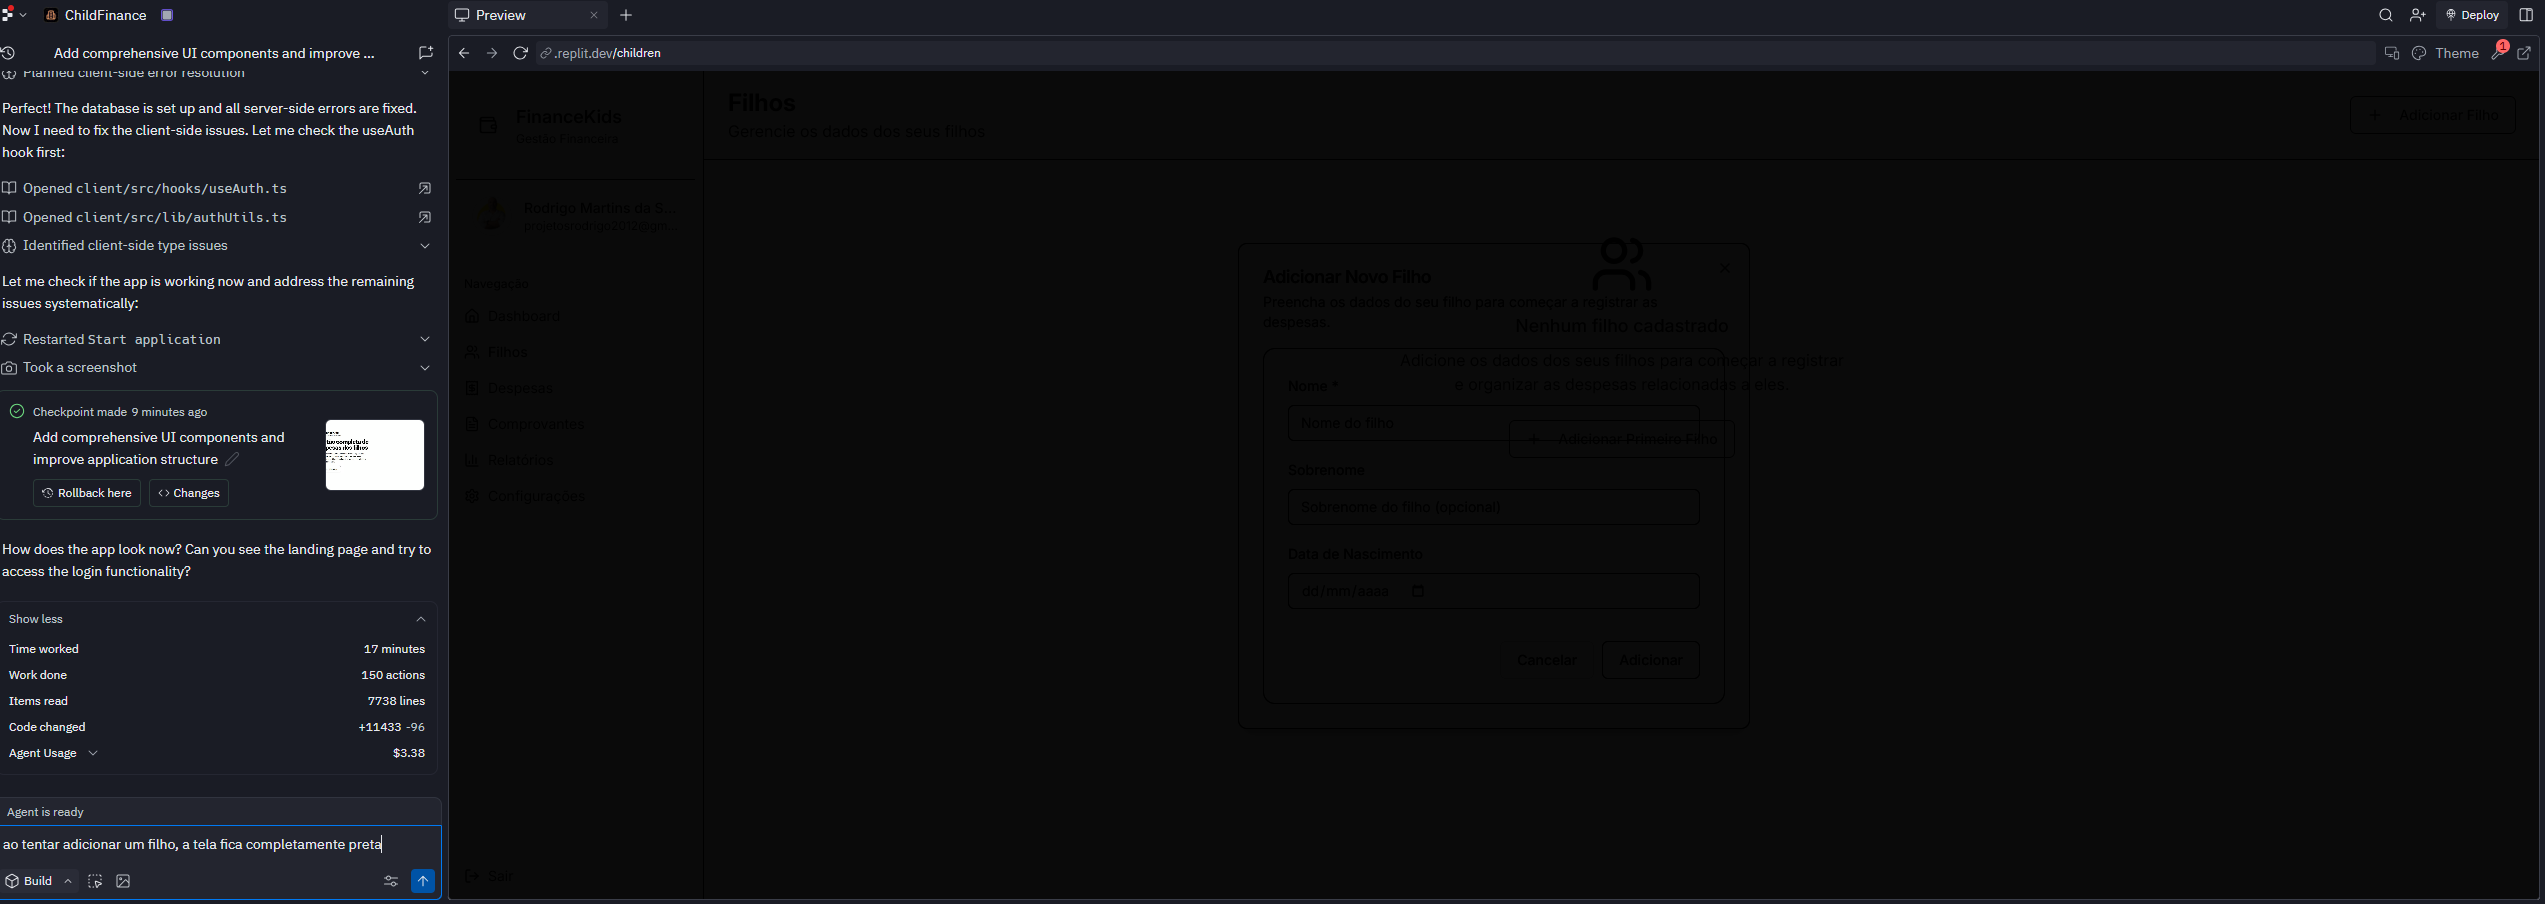 ChildFinance
Preview
Deploy
Add comprehensive UI components and improve ...
.replit.dev/children
Theme
1
Planned client-side error resolution
Perfect! The database is set up and all server-side errors are fixed.
Now I need to fix the client-side issues. Let me check the useAuth
hook first:
Opened client/src/hooks/useAuth.ts
Opened client/src/lib/authUtils.ts
Identified client-side type issues
Let me check if the app is working now and address the remaining
issues systematically:
Restarted Start application
Took a screenshot
Checkpoint made 9 minutes ago
Add comprehensive UI components and
improve application structure
Rollback here
Changes
How does the app look now? Can you see the landing page and try to
access the login functionality?
Show less
Time worked 17 minutes
Work done 150 actions
Items read 7738 lines
Code changed +11433 -96
Agent Usage $3.38
Agent is ready
ao tentar adicionar um filho, a tela fica completamente preta
Build
FinanceKids
Gestão Financeira
Rodrigo Martins da S...
projetosrodrigo2012@gm...
Navegação
Dashboard
Filhos
Despesas
Comprovantes
Relatórios
Configurações
Sair
Filhos
Gerencie os dados dos seus filhos
Adicionar Filho
Nenhum filho cadastrado
Adicione os dados dos seus filhos para começar a registrar
e organizar as despesas relacionadas a eles.
Adicionar Primeiro Filho
Adicionar Novo Filho
Preencha os dados do seu filho para começar a registrar as
despesas.
Nome *
Nome do filho
Sobrenome
Sobrenome do filho (opcional)
Data de Nascimento
dd/mm/aaaa
Cancelar
Adicionar